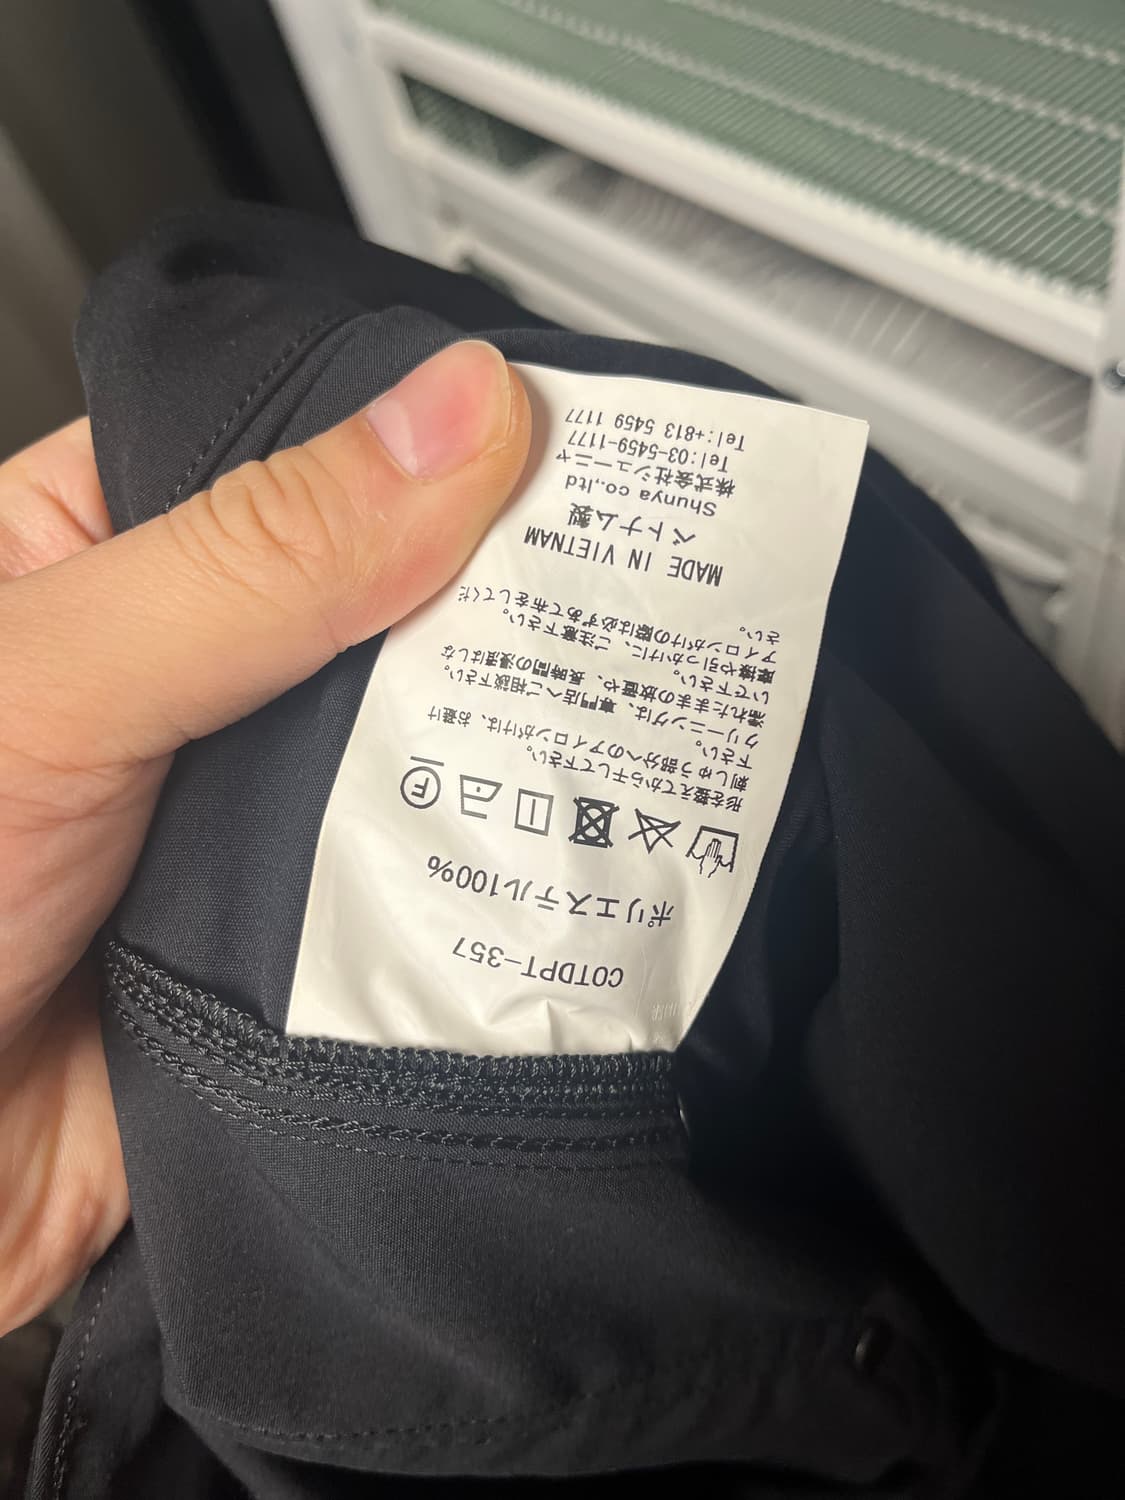 COTDPT-357
ポリエステル100%
F
形を整えてから干して下さい。
刺しゅう部分へのアイロンがけは、お避け
下さい。
クリーニングは、専門店へご相談下さい。
濡れたままの放置や、長時間の浸漬はしな
いで下さい。
摩擦や引っかけに、ご注意下さい。
アイロンがけの際は必ずあて布をしてくだ
さい。
MADE IN VIETNAM
ベトナム製
Shunya co.,ltd
株式会社シューニャ
Tel:03-5459-1177
Tel:+813 5459 1177